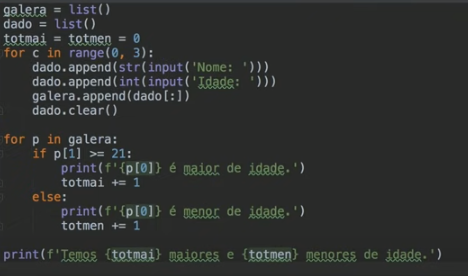 galera = list()
dado = list()
totmai = totmen = 0
for c in range(0, 3):
    dado.append(str(input('Nome: ')))
    dado.append(int(input('Idade: ')))
    galera.append(dado[:])
    dado.clear()

for p in galera:
    if p[1] >= 21:
        print(f'{p[0]} é maior de idade.')
        totmai += 1
    else:
        print(f'{p[0]} é menor de idade.')
        totmen += 1

print(f'Temos {totmai} maiores e {totmen} menores de idade.')